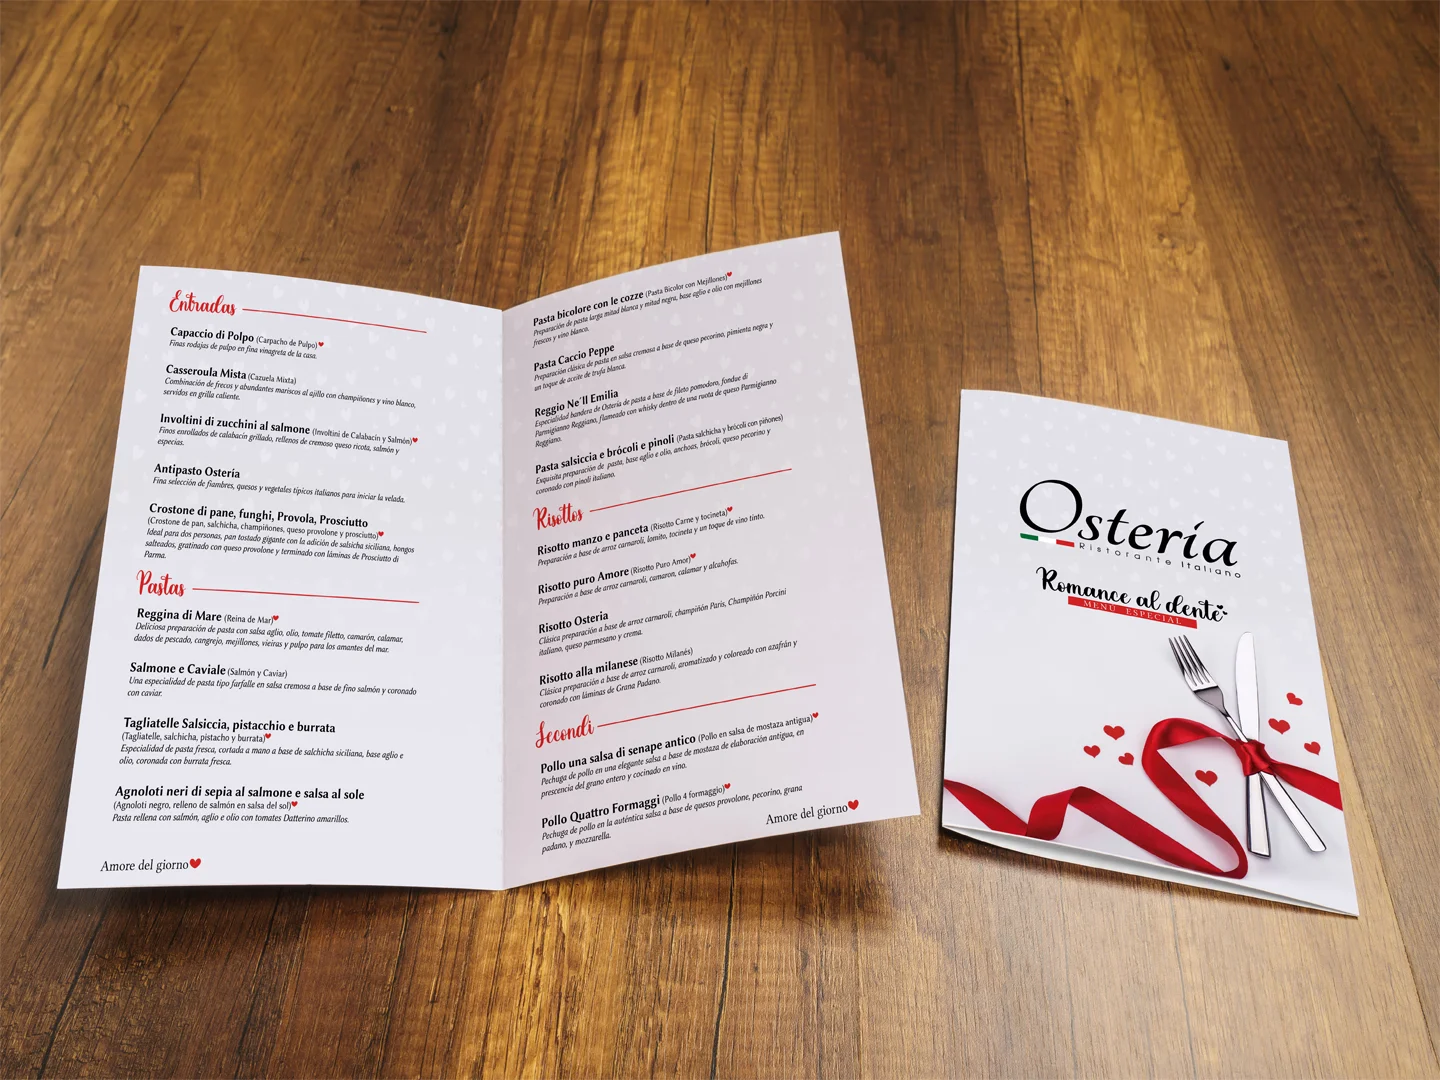 Entradas
Capaccio di Polpo (Carpacho de Pulpo)
Finas rodajas de pulpo en fina vinagreta de la casa.
Casseroula Mista (Cazuela Mixta)
Combinación de frecos y abundantes mariscos al ajillo con champiñones y vino blanco,
servidos en grilla caliente.
Involtini di zucchini al salmone (Involtini de Calabacín y Salmón)
Finos enrollados de calabacín grillado, rellenos de cremoso queso ricota, salmón y
especias.
Antipasto Osteria
Fina selección de fiambres, quesos y vegetales típicos italianos para iniciar la velada.
Crostone di pane, funghi, Provola, Prosciutto
(Crostone de pan, salchicha, champiñones, queso provolone y prosciutto)
Ideal para dos personas, pan tostado gigante con la adición de salsicha siciliana, hongos
salteados, gratinado con queso provolone y terminado con láminas de Prosciutto di
Parma.
Pastas
Reggina di Mare (Reina de Mar)
Deliciosa preparación de pasta con salsa aglio, olio, tomate filetto, camarón, calamar,
dados de pescado, cangrejo, mejillones, vieiras y pulpo para los amantes del mar.
Salmone e Caviale (Salmón y Caviar)
Una especialidad de pasta tipo farfalle en salsa cremosa a base de fino salmón y coronado
con caviar.
Tagliatelle Salsiccia, pistacchio e burrata
(Tagliatelle, salchicha, pistacho y burrata)
Especialidad de pasta fresca, cortada a mano a base de salchicha siciliana, base aglio e
olio, coronada con burrata fresca.
Agnoloti neri di sepia al salmone e salsa al sole
(Agnoloti negro, relleno de salmón en salsa del sol)
Pasta rellena con salmón, aglio e olio con tomates Datterino amarillos.
Amore del giorno
Pasta bicolore con le cozze (Pasta Bicolor con Mejillones)
Preparación de pasta larga mitad blanca y mitad negra, base aglio e olio con mejillones
frescos y vino blanco.
Pasta Caccio Peppe
Preparación clásica de pasta en salsa cremosa a base de queso pecorino, pimienta negra y
un toque de aceite de trufa blanca.
Reggio Ne´ll Emilia
Especialidad bandera de Osteria de pasta a base de fileto pomodoro, fondue di
Parmigianno Reggiano, flameado con whisky dentro de una ruota de queso Parmigianno
Reggiano.
Pasta salsiccia e brócoli e pinoli (Pasta salchicha y brócoli con piñones)
Exquisita preparación de pasta, base aglio e olio, anchoas, brócoli, queso pecorino y
coronado con pinoli italiano.
Risottos
Risotto manzo e panceta (Risotto Carne y tocineta)
Preparación a base de arroz carnaroli, lomito, tocineta y un toque de vino tinto.
Risotto puro Amore (Risotto Puro Amor)
Preparación a base de arroz carnaroli, camaron, calamar y alcahofas.
Risotto Osteria
Clásica preparación a base de arroz carnaroli, champiñón Paris, Champiñón Porcini
italiano, queso parmesano y crema.
Risotto alla milanese (Risotto Milanés)
Clásica preparación a base de arroz carnaroli, aromatizado y coloreado con azafrán y
coronado con láminas de Grana Padano.
Secondi
Pollo una salsa di senape antico (Pollo en salsa de mostaza antigua)
Pechuga de pollo en una elegante salsa a base de mostaza de elaboración antigua, en
prescencia del grano entero y cocinado en vino.
Pollo Quattro Formaggi (Pollo 4 formaggio)
Pechuga de pollo en la auténtica salsa a base de quesos provolone, pecorino, grana
padano, y mozzarella.
Amore del giorno
Ostería
Ristorante Italiano
Romance al dente
MENÚ ESPECIAL